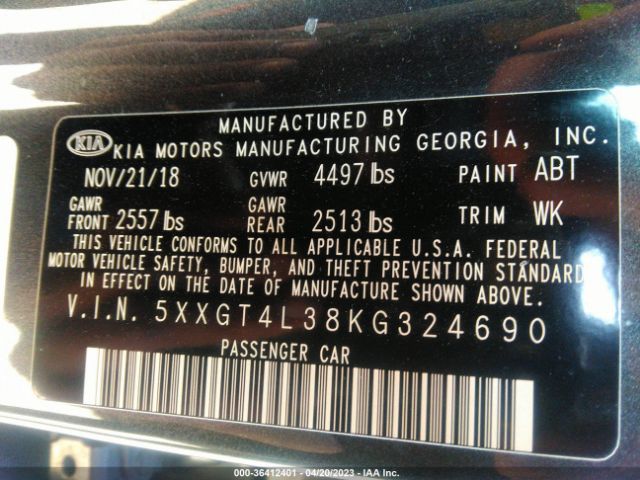 MANUFACTURED BY
KIA KIA MOTORS MANUFACTURING GEORGIA, INC.
NOV/21/18 GVWR 4497 lbs PAINT ABT
GAWR FRONT 2557 lbs GAWR REAR 2513 lbs TRIM WK
THIS VEHICLE CONFORMS TO ALL APPLICABLE U.S.A. FEDERAL
MOTOR VEHICLE SAFETY, BUMPER, AND THEFT PREVENTION STANDARDS
IN EFFECT ON THE DATE OF MANUFACTURE SHOWN ABOVE.
V.I.N. 5XXGT4L38KG324690
PASSENGER CAR
000-36412401 - 04/20/2023 - IAA Inc.